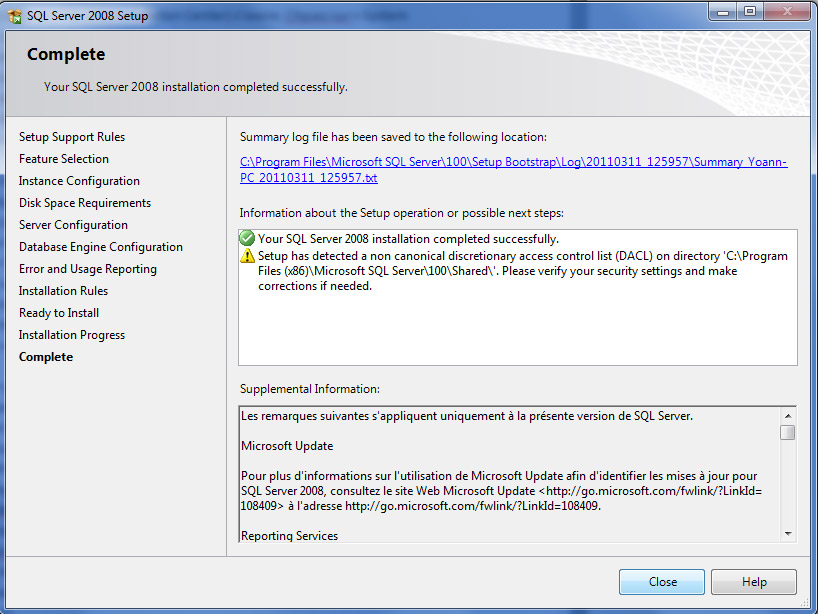 SQL Server 2008 Setup
Complete
Your SQL Server 2008 installation completed successfully.
Setup Support Rules
Feature Selection
Instance Configuration
Disk Space Requirements
Server Configuration
Database Engine Configuration
Error and Usage Reporting
Installation Rules
Ready to Install
Installation Progress
Complete
Summary log file has been saved to the following location:
C:\Program Files\Microsoft SQL Server\100\Setup Bootstrap\Log\20110311_125957\Summary_Yoann-
PC_20110311_125957.txt
Information about the Setup operation or possible next steps:
Your SQL Server 2008 installation completed successfully.
Setup has detected a non canonical discretionary access control list (DACL) on directory 'C:\Program
Files (x86)\Microsoft SQL Server\100\Shared\'. Please verify your security settings and make
corrections if needed.
Supplemental Information:
Les remarques suivantes s'appliquent uniquement à la présente version de SQL Server.
Microsoft Update
Pour plus d'informations sur l'utilisation de Microsoft Update afin d'identifier les mises à jour pour
SQL Server 2008, consultez le site Web Microsoft Update <http://go.microsoft.com/fwlink/?LinkId=
108409> à l'adresse http://go.microsoft.com/fwlink/?LinkId=108409.
Reporting Services
Close
Help